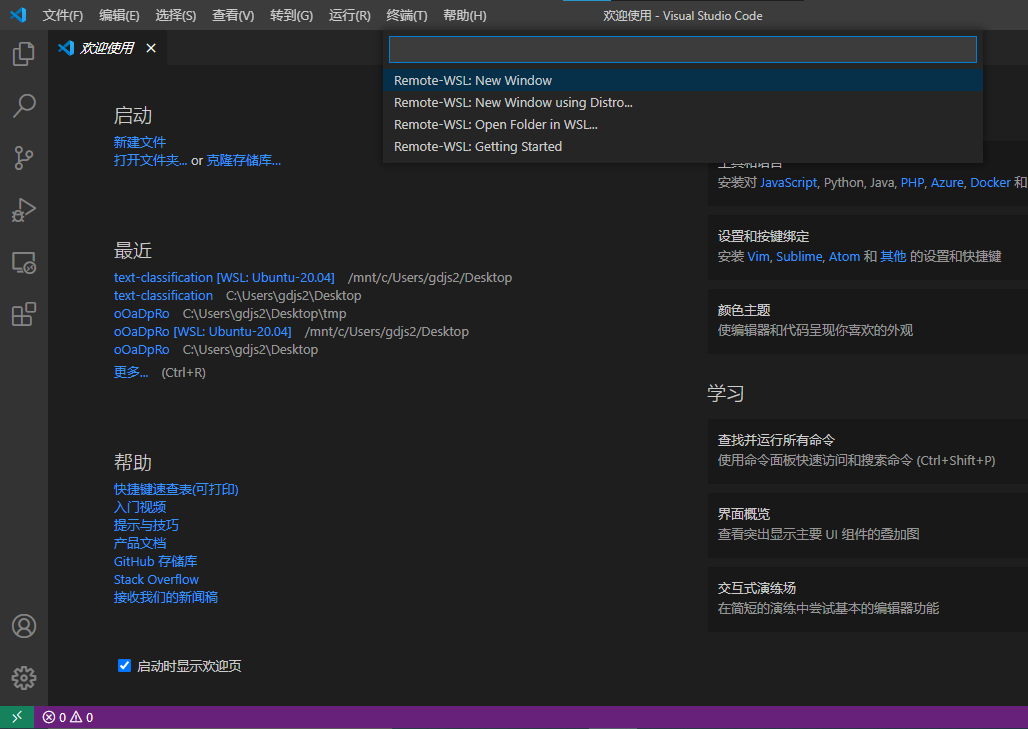 文件(F) 编辑(E) 选择(S) 查看(V) 转到(G) 运行(R) 终端(T) 帮助(H) 欢迎使用 - Visual Studio Code
欢迎使用
Remote-WSL: New Window
Remote-WSL: New Window using Distro...
Remote-WSL: Open Folder in WSL...
Remote-WSL: Getting Started
启动
新建文件
打开文件夹... or 克隆存储库...
最近
text-classification [WSL: Ubuntu-20.04] /mnt/c/Users/gdjs2/Desktop
text-classification C:\Users\gdjs2\Desktop
oOaDpRo C:\Users\gdjs2\Desktop\tmp
oOaDpRo [WSL: Ubuntu-20.04] /mnt/c/Users/gdjs2/Desktop
oOaDpRo C:\Users\gdjs2\Desktop
更多... (Ctrl+R)
帮助
快捷键速查表(可打印)
入门视频
提示与技巧
产品文档
GitHub 存储库
Stack Overflow
接收我们的新闻稿
启动时显示欢迎页
工具和语言
安装对 JavaScript, Python, Java, PHP, Azure, Docker 和
设置和按键绑定
安装 Vim, Sublime, Atom 和 其他 的设置和快捷键
颜色主题
使编辑器和代码呈现你喜欢的外观
学习
查找并运行所有命令
使用命令面板快速访问和搜索命令 (Ctrl+Shift+P)
界面概览
查看突出显示主要 UI 组件的叠加图
交互式演练场
在简短的演练中尝试基本的编辑器功能
0 0